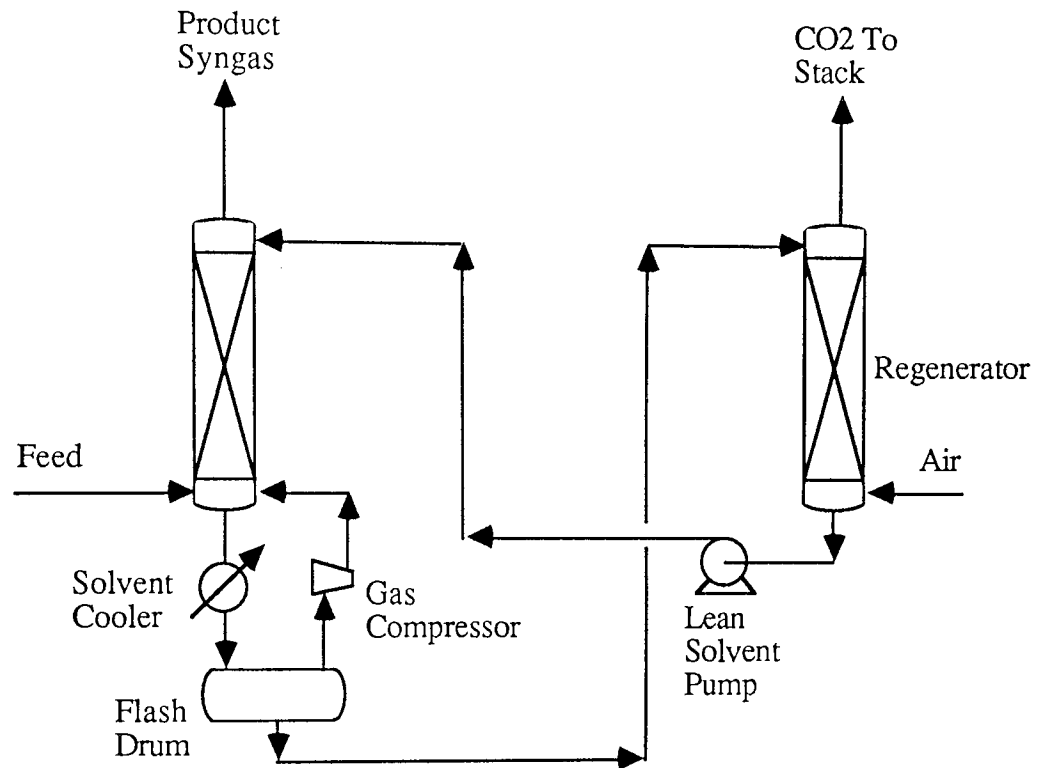 Product
Syngas
CO2 To
Stack
Regenerator
Feed
Air
Solvent
Cooler
Gas
Compressor
Lean
Solvent
Pump
Flash
Drum